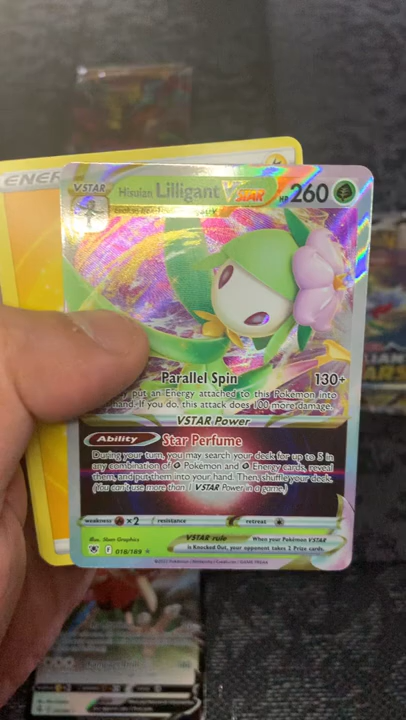 ENER
VSTAR Hisuian Lilligant VSTAR HP 260
Parallel Spin 130+
put an Energy attached to this Pokémon into
hand. If you do, this attack does 100 more damage.
VSTAR Power
Ability Star Perfume
During your turn, you may search your deck for up to 5 in
any combination of Pokémon and Energy cards, reveal
them, and put them into your hand. Then, shuffle your deck.
(You can't use more than 1 VSTAR Power in a game.)
weakness ×2 resistance retreat
Illus. 5ban Graphics
F 018/189
VSTAR rule When your Pokémon VSTAR
is Knocked Out, your opponent takes 2 Prize cards.